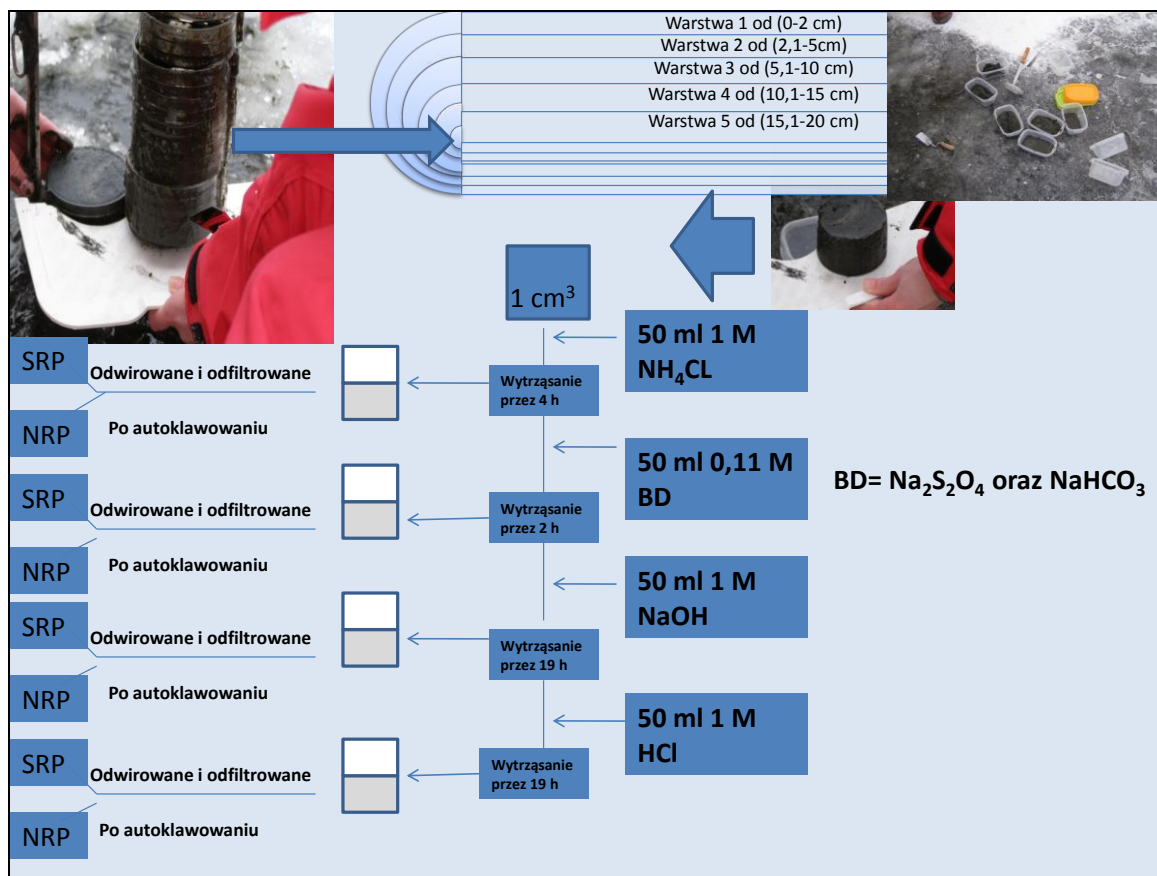 Warstwa 1 od (0-2 cm)
Warstwa 2 od (2,1-5cm)
Warstwa 3 od (5,1-10 cm)
Warstwa 4 od (10,1-15 cm)
Warstwa 5 od (15,1-20 cm)
1 cm³
50 ml 1 M
NH₄CL
SRP
Odwirowane i odfiltrowane
Wytrząsanie
przez 4 h
NRP
Po autoklawowaniu
50 ml 0,11 M
BD
BD= Na₂S₂O₄ oraz NaHCO₃
SRP
Odwirowane i odfiltrowane
Wytrząsanie
przez 2 h
NRP
Po autoklawowaniu
50 ml 1 M
NaOH
SRP
Odwirowane i odfiltrowane
Wytrząsanie
przez 19 h
NRP
Po autoklawowaniu
50 ml 1 M
HCl
SRP
Odwirowane i odfiltrowane
Wytrząsanie
przez 19 h
NRP
Po autoklawowaniu